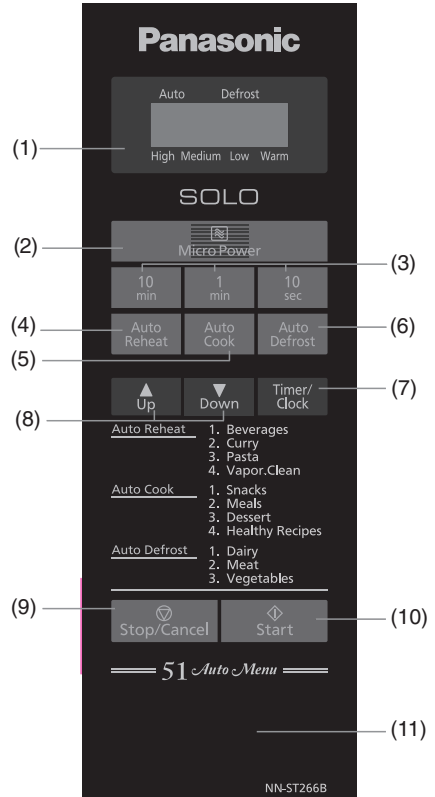 Panasonic
Auto Defrost
High Medium Low Warm
(1)
SOLO
(2)
Micro Power
(3)
10 min
1 min
10 sec
(4)
Auto Reheat
Auto Cook
Auto Defrost
(6)
(5)
Up
Down
Timer/Clock
(7)
(8)
Auto Reheat
1. Beverages
2. Curry
3. Pasta
4. Vapor.Clean
Auto Cook
1. Snacks
2. Meals
3. Dessert
4. Healthy Recipes
Auto Defrost
1. Dairy
2. Meat
3. Vegetables
(9)
Stop/Cancel
Start
(10)
51 Auto Menu
(11)
NN-ST266B